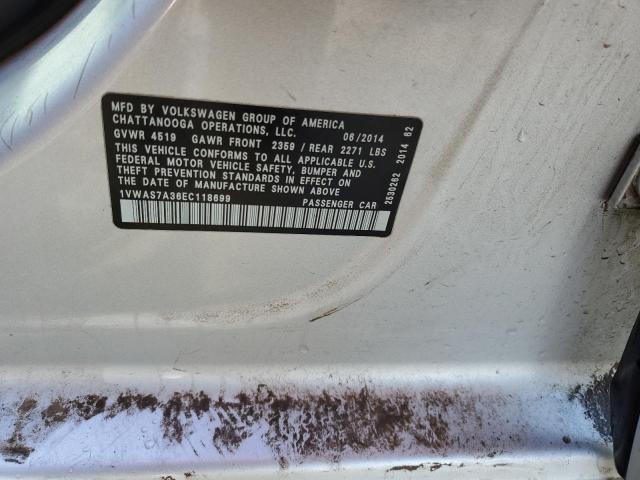 MFD BY VOLKSWAGEN GROUP OF AMERICA
CHATTANOOGA OPERATIONS, LLC. 06/2014
GVWR 4519 GAWR FRONT 2359 / REAR 2271 LBS
THIS VEHICLE CONFORMS TO ALL APPLICABLE U.S.
FEDERAL MOTOR VEHICLE SAFETY, BUMPER AND
THEFT PREVENTION STANDARDS IN EFFECT ON
THE DATE OF MANUFACTURE SHOWN ABOVE
1VWAS7A36EC118699 PASSENGER CAR
2530262 2014 62